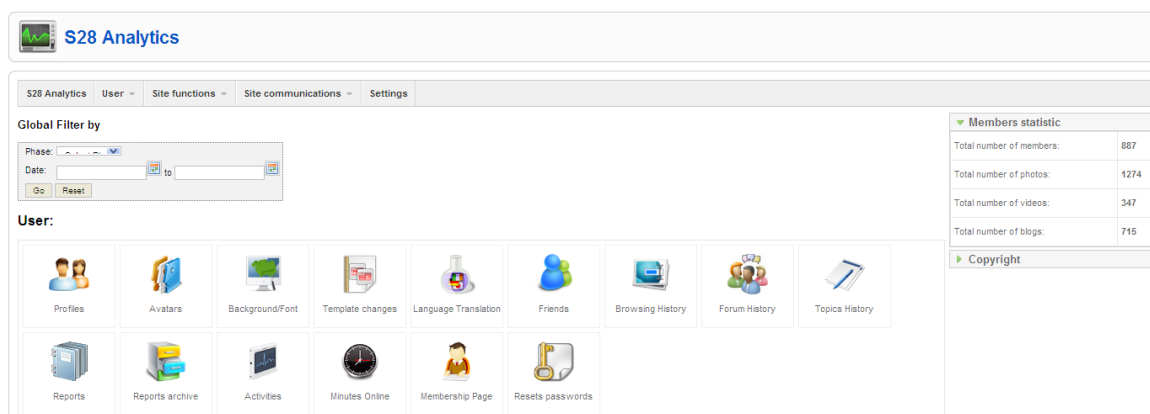 S28 Analytics
S28 Analytics User Site functions Site communications Settings
Global Filter by
Phase:
Date: to
Go Reset
User:
Profiles Avatars Background/Font Template changes Language Translation Friends Browsing History Forum History Topics History
Reports Reports archive Activities Minutes Online Membership Page Resets passwords
Members statistic
Total number of members: 887
Total number of photos: 1274
Total number of videos: 347
Total number of blogs: 715
Copyright